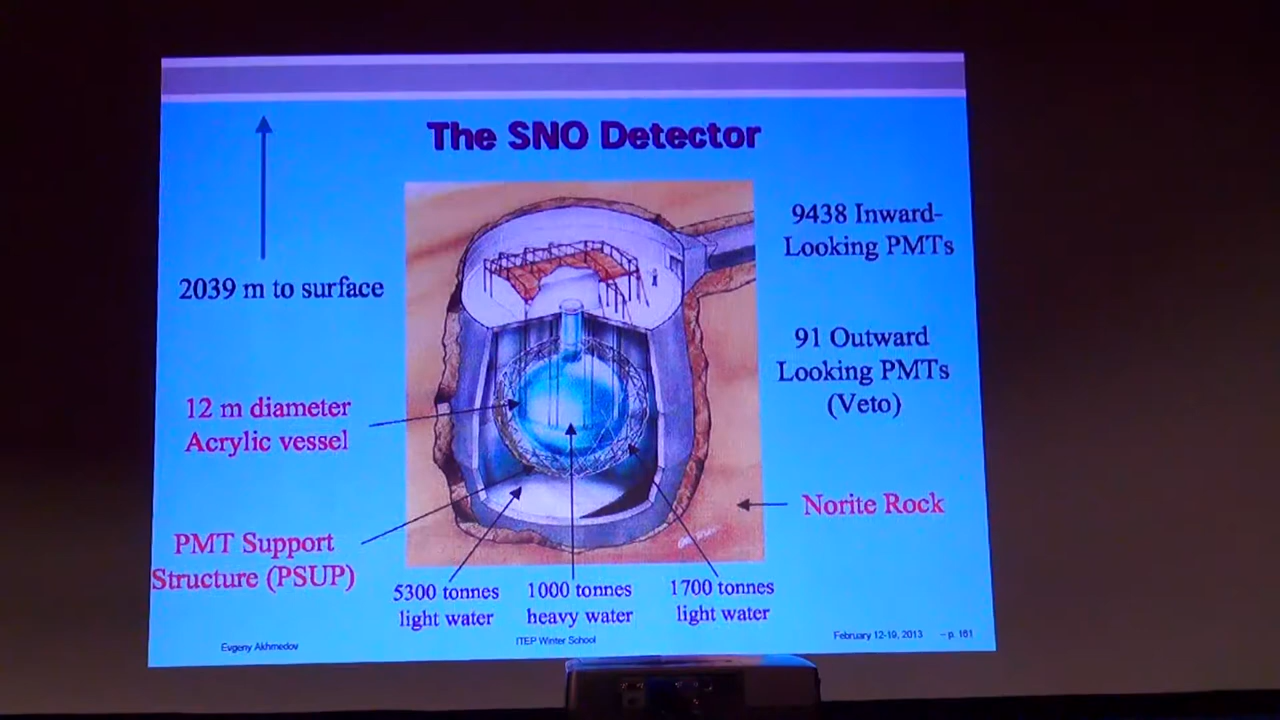 The SNO Detector
2039 m to surface
9438 Inward-
Looking PMTs
91 Outward
Looking PMTs
(Veto)
12 m diameter
Acrylic vessel
Norite Rock
PMT Support
Structure (PSUP)
5300 tonnes
light water
1000 tonnes
heavy water
1700 tonnes
light water
Evgeny Akhmedov
ITEP Winter School
February 12-19, 2013
– p. 161